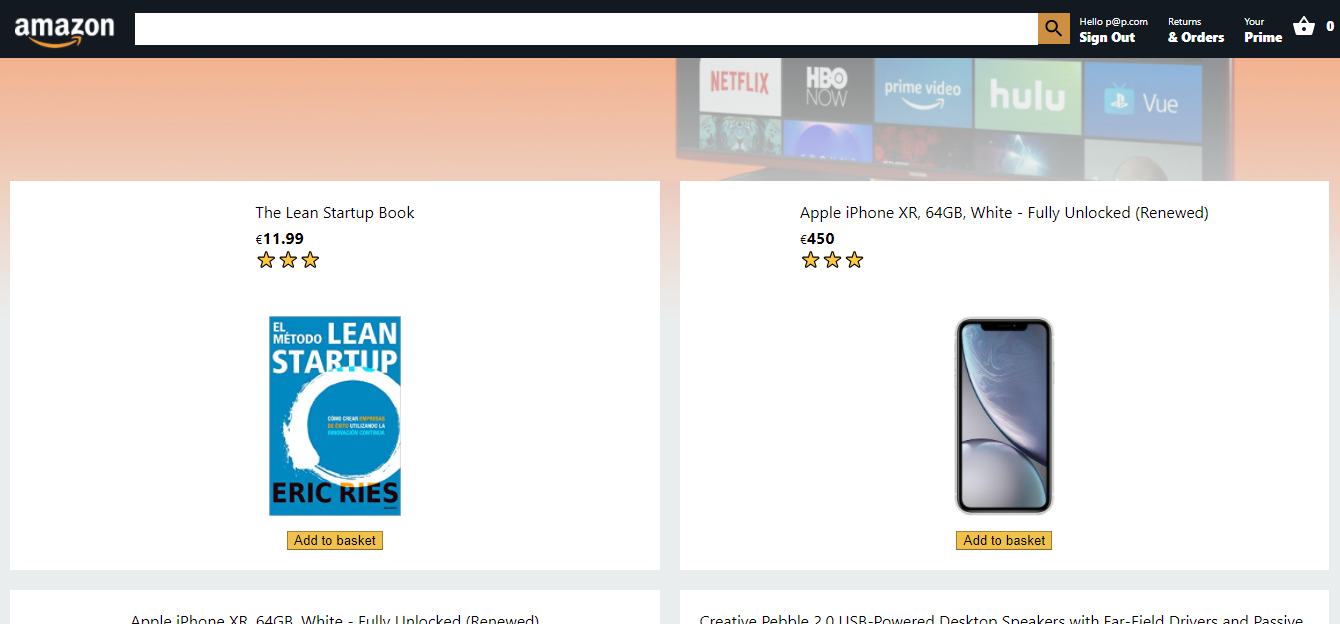 amazon
Hello p@p.com
Sign Out
Returns
& Orders
Your
Prime
0
NETFLIX
HBO
NOW
prime video
hulu
Vue
The Lean Startup Book
€11.99
EL
MÉTODO LEAN
STARTUP
CÓMO CREAR EMPRESAS
DE ÉXITO UTILIZANDO LA
INNOVACIÓN CONTINUA
ERIC RIES
Add to basket
Apple iPhone XR, 64GB, White - Fully Unlocked (Renewed)
€450
Add to basket
Apple iPhone XR, 64GB, White - Fully Unlocked (Renewed)
Creative Pebble 2.0 USB-Powered Desktop Speakers with Far-Field Drivers and Passive